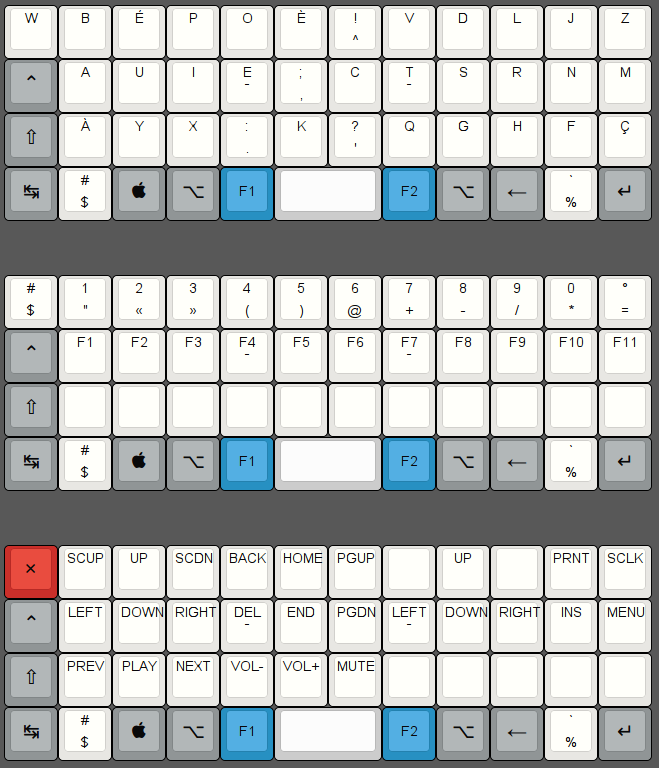 W B É P O È ! V D L J Z
^
^ A U I E ; C T S R N M
- , -
⇧ À Y X : K ? Q G H F Ç
. '
↹ # ⌥ F1 F2 ⌥ ← ` ↵
$ %
# 1 2 3 4 5 6 7 8 9 0 °
$ " « » ( ) @ + - / * =
^ F1 F2 F3 F4 F5 F6 F7 F8 F9 F10 F11
- -
⇧
↹ # ⌥ F1 F2 ⌥ ← ` ↵
$ %
× SCUP UP SCDN BACK HOME PGUP UP PRNT SCLK
^ LEFT DOWN RIGHT DEL END PGDN LEFT DOWN RIGHT INS MENU
- -
⇧ PREV PLAY NEXT VOL- VOL+ MUTE
↹ # ⌥ F1 F2 ⌥ ← ` ↵
$ %